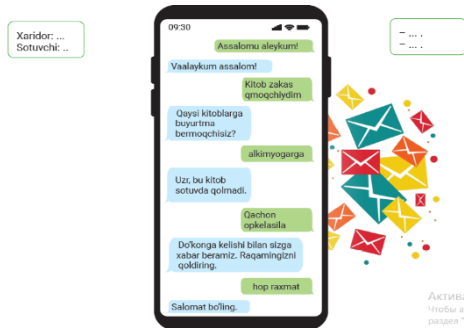 Xaridor: ...
Sotuvchi: ..
09:30
Assalomu aleykum!
Vaalaykum assalom!
Kitob zakas
qmoqchiydim
Qaysi kitoblarga
buyurtma
bermoqchisiz?
alkimyogarga
Uzr, bu kitob
sotuvda qolmadi.
Qachon
opkelasila
Do'konga kelishi bilan sizga
xabar beramiz. Raqamingizni
qoldiring.
hop raxmat
Salomat bo'ling.
– ... .
– ... .
Актива
Чтобы а
раздел "